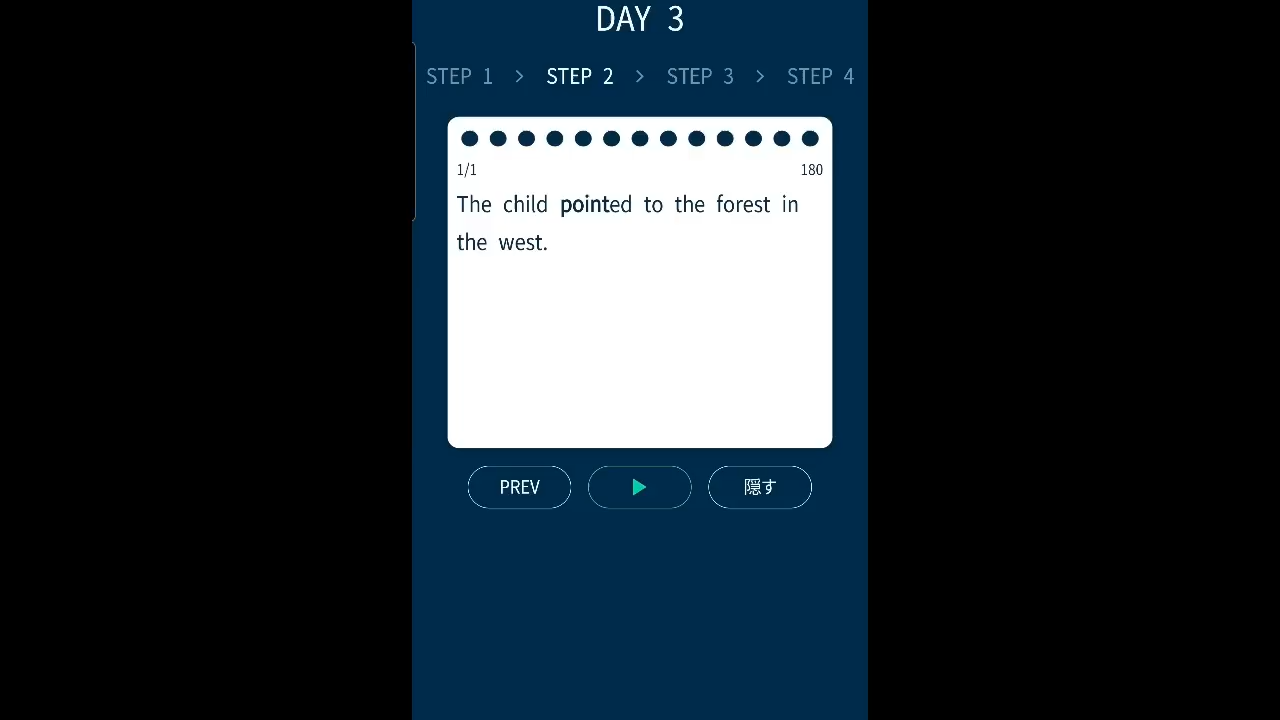 DAY 3
STEP 1 > STEP 2 > STEP 3 > STEP 4
1/1 180
The child pointed to the forest in
the west.
PREV 隠す